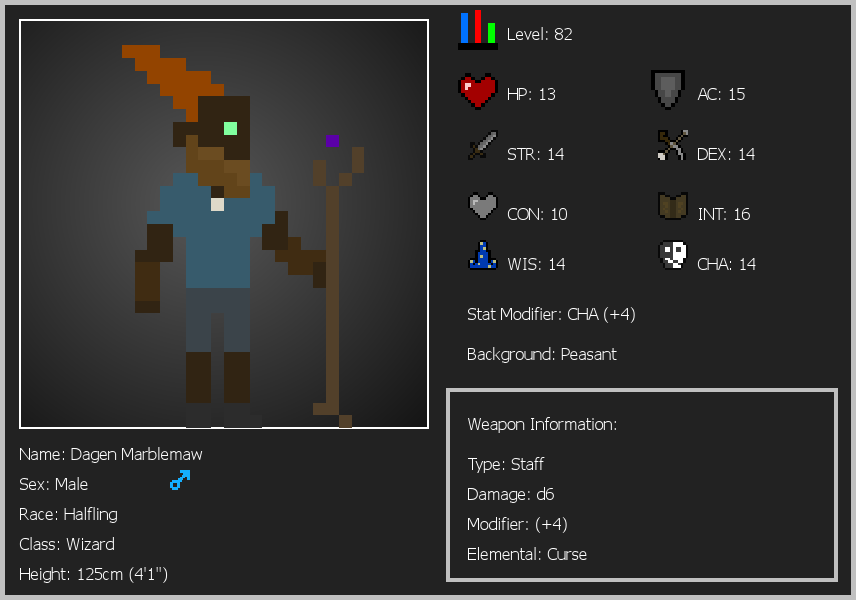 Level: 82
HP: 13
AC: 15
STR: 14
DEX: 14
CON: 10
INT: 16
WIS: 14
CHA: 14
Stat Modifier: CHA (+4)
Background: Peasant
Weapon Information:
Type: Staff
Damage: d6
Modifier: (+4)
Elemental: Curse
Name: Dagen Marblemaw
Sex: Male
Race: Halfling
Class: Wizard
Height: 125cm (4'1")